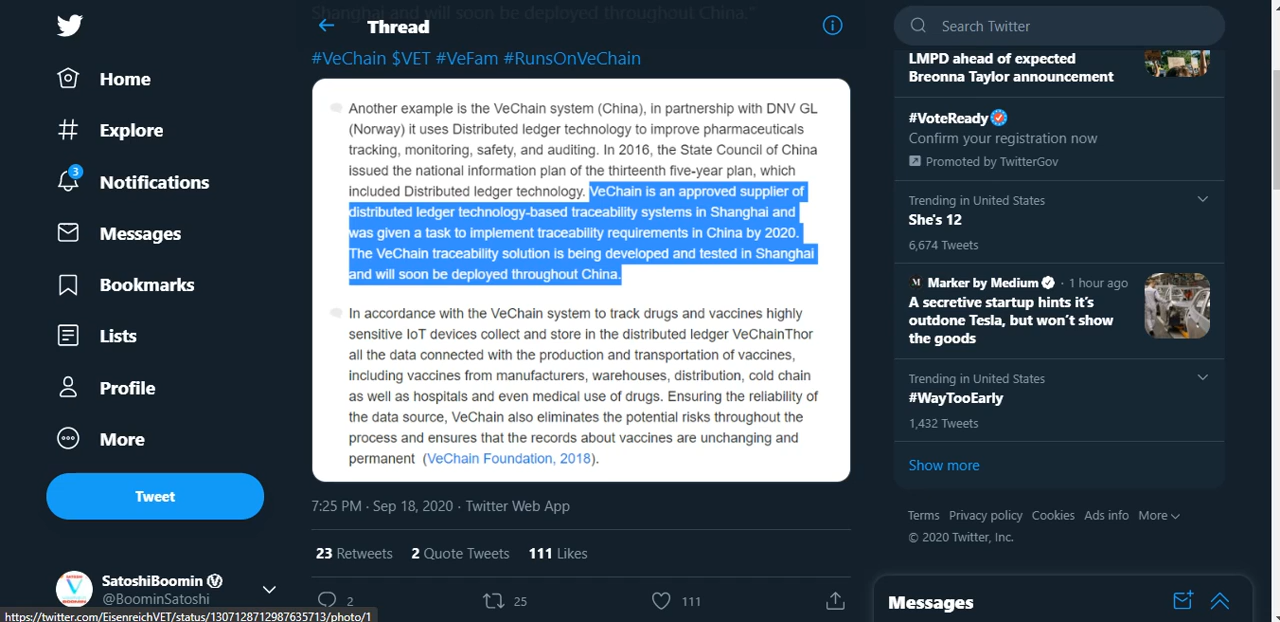 Shanghai and will soon be deployed throughout China."
Thread
#VeChain $VET #VeFam #RunsOnVeChain
Home
Explore
3
Notifications
Messages
Bookmarks
Lists
Profile
More
Tweet
SatoshiBoomin
@BoominSatoshi
https://twitter.com/EisenreichVET/status/1307128712987635713/photo/1
Another example is the VeChain system (China), in partnership with DNV GL
(Norway) it uses Distributed ledger technology to improve pharmaceuticals
tracking, monitoring, safety, and auditing. In 2016, the State Council of China
issued the national information plan of the thirteenth five-year plan, which
included Distributed ledger technology. VeChain is an approved supplier of
distributed ledger technology-based traceability systems in Shanghai and
was given a task to implement traceability requirements in China by 2020.
The VeChain traceability solution is being developed and tested in Shanghai
and will soon be deployed throughout China.
In accordance with the VeChain system to track drugs and vaccines highly
sensitive IoT devices collect and store in the distributed ledger VeChainThor
all the data connected with the production and transportation of vaccines,
including vaccines from manufacturers, warehouses, distribution, cold chain
as well as hospitals and even medical use of drugs. Ensuring the reliability of
the data source, VeChain also eliminates the potential risks throughout the
process and ensures that the records about vaccines are unchanging and
permanent (VeChain Foundation, 2018).
7:25 PM · Sep 18, 2020 · Twitter Web App
23 Retweets 2 Quote Tweets 111 Likes
2 25 111
Search Twitter
LMPD ahead of expected
Breonna Taylor announcement
#VoteReady
Confirm your registration now
Promoted by TwitterGov
Trending in United States
She's 12
6,674 Tweets
M Marker by Medium · 1 hour ago
A secretive startup hints it's
outdone Tesla, but won't show
the goods
Trending in United States
#WayTooEarly
1,432 Tweets
Show more
Terms Privacy policy Cookies Ads info More
© 2020 Twitter, Inc.
Messages